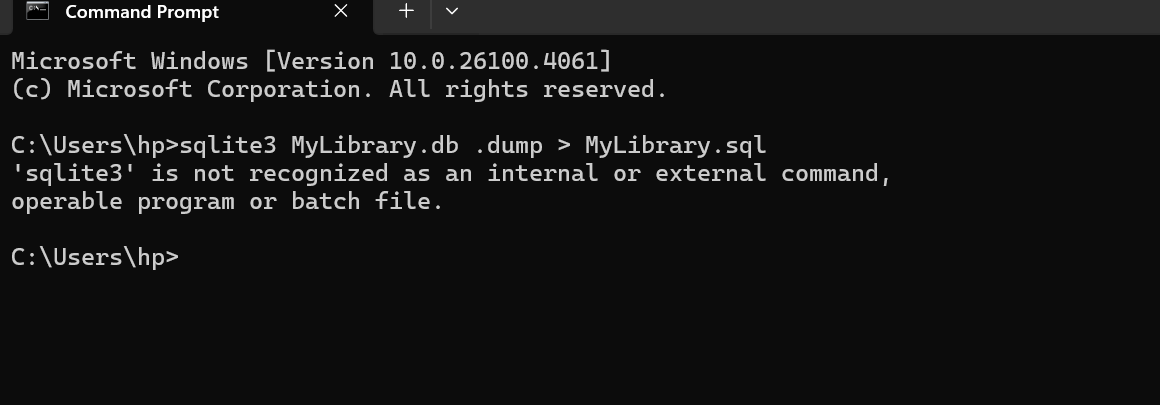 Command Prompt
Microsoft Windows [Version 10.0.26100.4061]
(c) Microsoft Corporation. All rights reserved.
C:\Users\hp>sqlite3 MyLibrary.db .dump > MyLibrary.sql
'sqlite3' is not recognized as an internal or external command,
operable program or batch file.
C:\Users\hp>